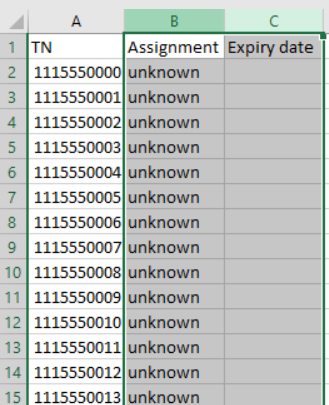 A B C
1 TN Assignment Expiry date
2 1115550000 unknown
3 1115550001 unknown
4 1115550002 unknown
5 1115550003 unknown
6 1115550004 unknown
7 1115550005 unknown
8 1115550006 unknown
9 1115550007 unknown
10 1115550008 unknown
11 1115550009 unknown
12 1115550010 unknown
13 1115550011 unknown
14 1115550012 unknown
15 1115550013 unknown